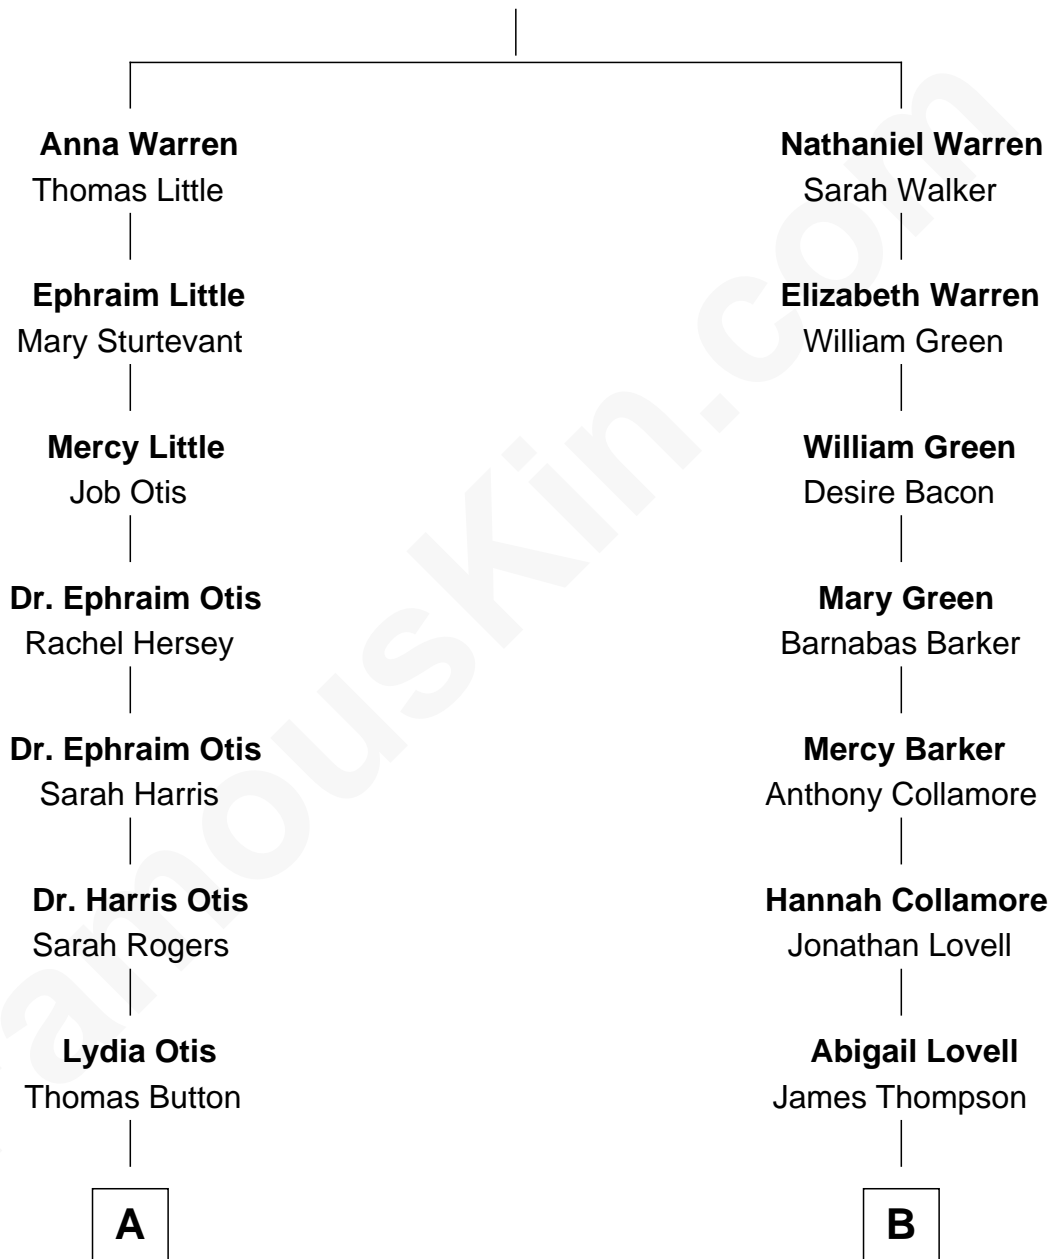 Anna Warren
Thomas Little
Ephraim Little
Mary Sturtevant
Mercy Little
Job Otis
Dr. Ephraim Otis
Rachel Hersey
Dr. Ephraim Otis
Sarah Harris
Dr. Harris Otis
Sarah Rogers
Lydia Otis
Thomas Button
A
Nathaniel Warren
Sarah Walker
Elizabeth Warren
William Green
William Green
Desire Bacon
Mary Green
Barnabas Barker
Mercy Barker
Anthony Collamore
Hannah Collamore
Jonathan Lovell
Abigail Lovell
James Thompson
B
amousKin.com